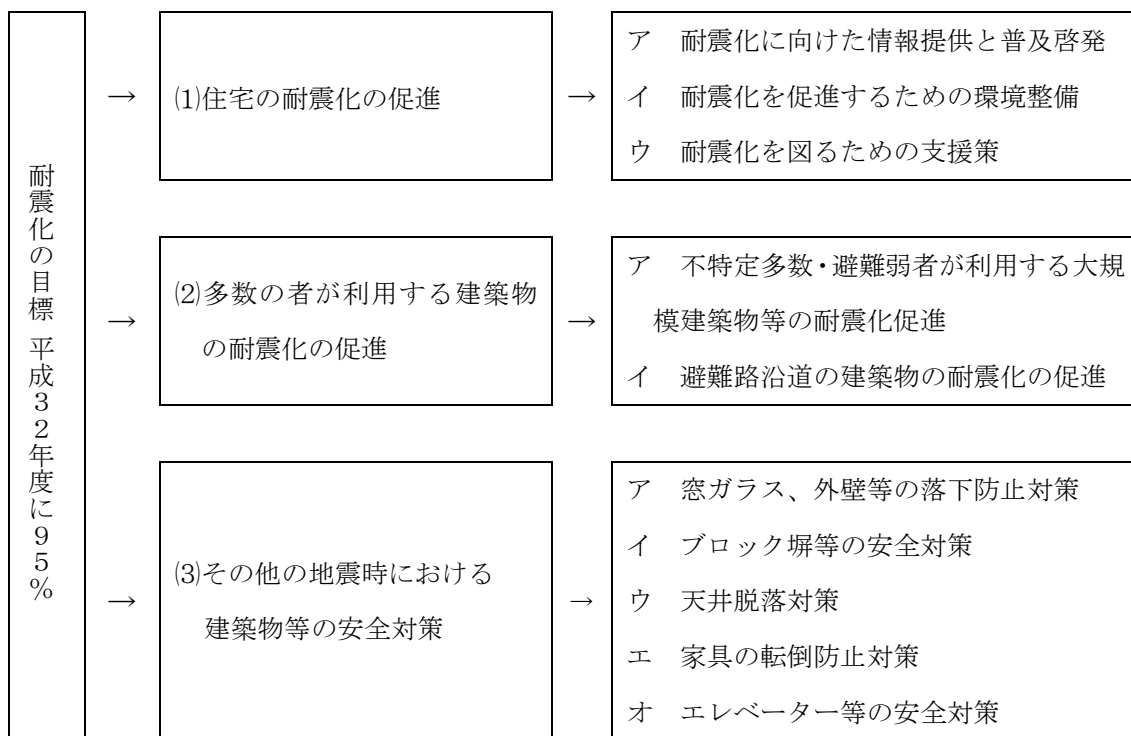 耐震化の目標 平成32年度に95%
→
⑴住宅の耐震化の促進
→
ア 耐震化に向けた情報提供と普及啓発
イ 耐震化を促進するための環境整備
ウ 耐震化を図るための支援策
→
⑵多数の者が利用する建築物
の耐震化の促進
→
ア 不特定多数・避難弱者が利用する大規
模建築物等の耐震化促進
イ 避難路沿道の建築物の耐震化の促進
→
⑶その他の地震時における
建築物等の安全対策
→
ア 窓ガラス、外壁等の落下防止対策
イ ブロック塀等の安全対策
ウ 天井脱落対策
エ 家具の転倒防止対策
オ エレベーター等の安全対策